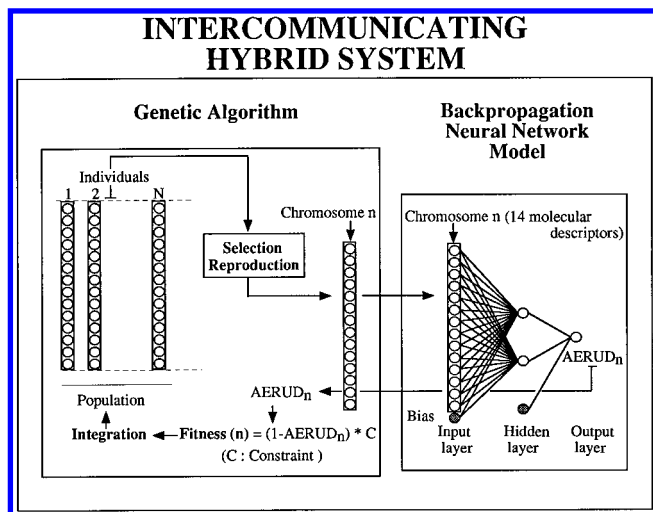 INTERCOMMUNICATING
HYBRID SYSTEM
Genetic Algorithm
Individuals
1 2 N
Selection
Reproduction
Chromosome n
AERUDn
Population
Integration Fitness (n) = (1-AERUDn) * C
(C : Constraint )
Backpropagation
Neural Network
Model
Chromosome n (14 molecular
descriptors)
AERUDn
Bias
Input
layer
Hidden
layer
Output
layer